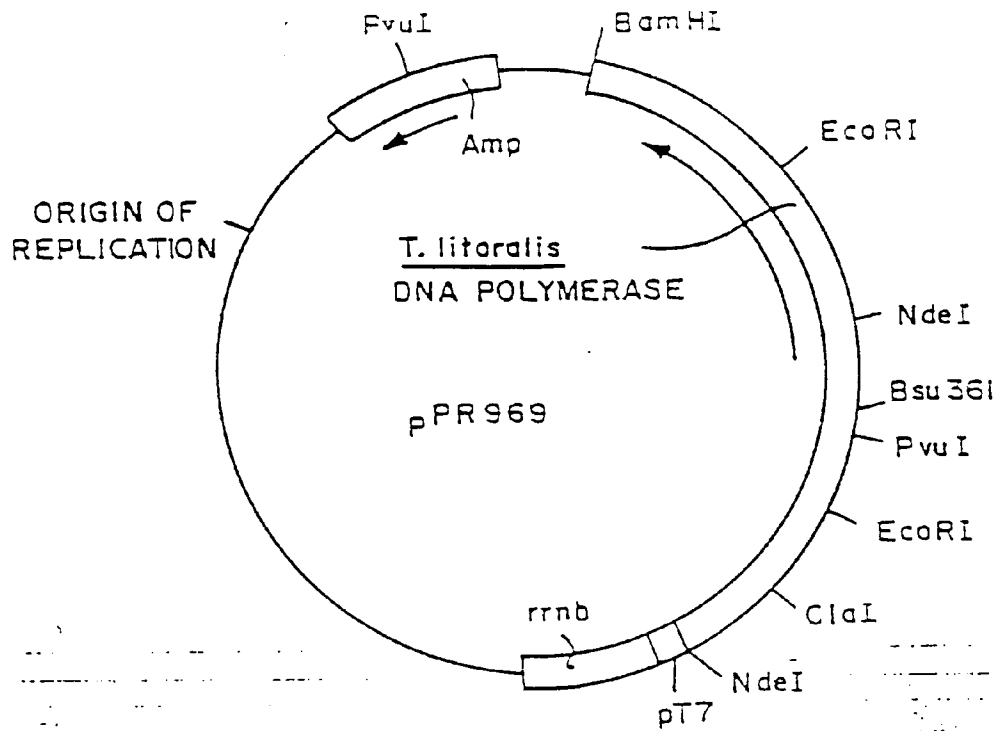 PvuI
BamHI
Amp
EcoRI
ORIGIN OF
REPLICATION
T. litoralis
DNA POLYMERASE
NdeI
Bsu36I
pPR969
PvuI
EcoRI
ClaI
rrnb
NdeI
pT7